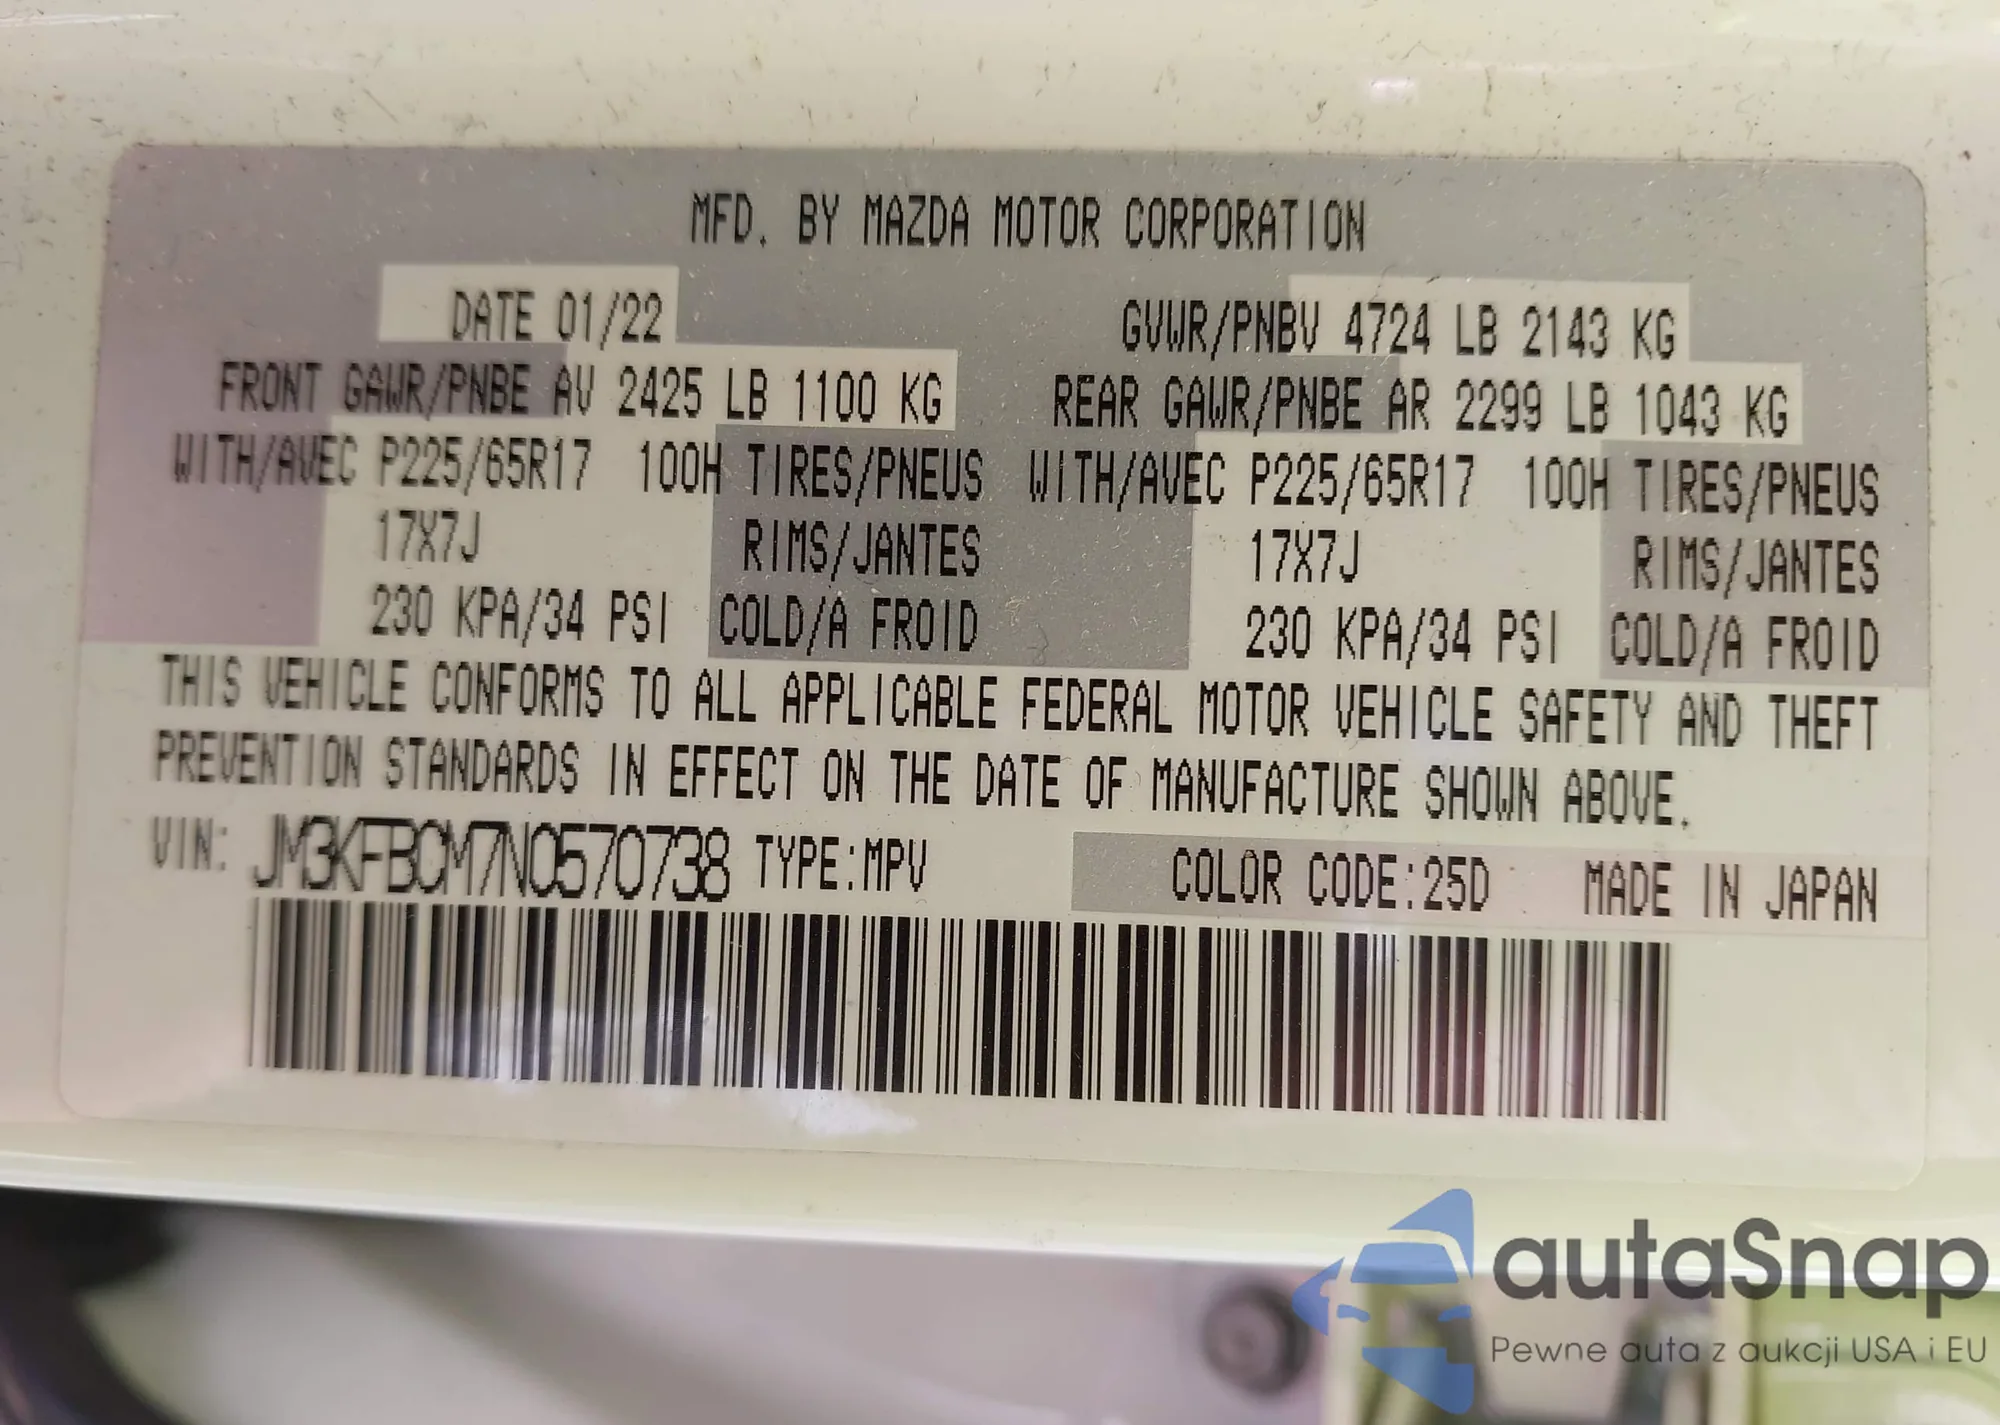 MFD. BY MAZDA MOTOR CORPORATION
DATE 01/22 GVWR/PNBV 4724 LB 2143 KG
FRONT GAWR/PNBE AV 2425 LB 1100 KG REAR GAWR/PNBE AR 2299 LB 1043 KG
WITH/AVEC P225/65R17 100H TIRES/PNEUS WITH/AVEC P225/65R17 100H TIRES/PNEUS
17X7J RIMS/JANTES 17X7J RIMS/JANTES
230 KPA/34 PSI COLD/A FROID 230 KPA/34 PSI COLD/A FROID
THIS VEHICLE CONFORMS TO ALL APPLICABLE FEDERAL MOTOR VEHICLE SAFETY AND THEFT
PREVENTION STANDARDS IN EFFECT ON THE DATE OF MANUFACTURE SHOWN ABOVE.
VIN: JM3KFBCM7N0570738 TYPE:MPV COLOR CODE:25D MADE IN JAPAN
autaSnap
Pewne auta z aukcji USA i EU